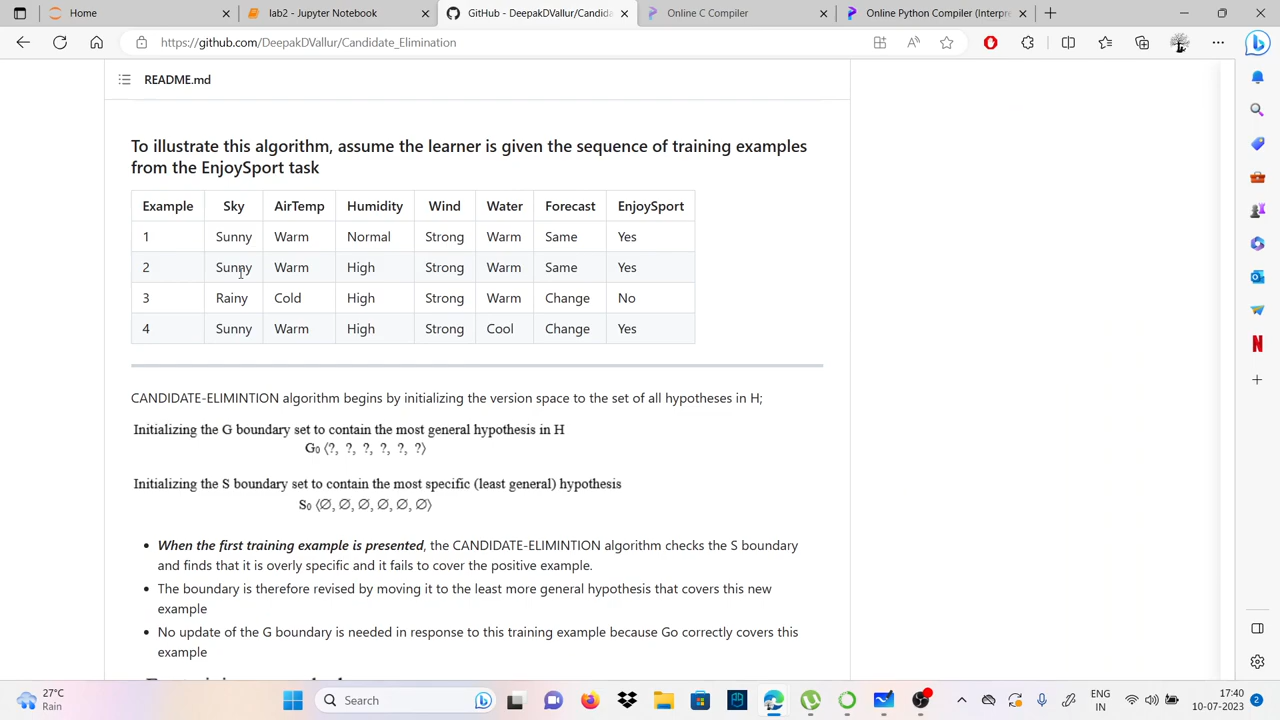 Home
lab2 - Jupyter Notebook
GitHub - DeepakDVallur/Candida
Online C Compiler
Online Python Compiler (Interpre
https://github.com/DeepakDVallur/Candidate_Elimination
README.md
To illustrate this algorithm, assume the learner is given the sequence of training examples
from the EnjoySport task
Example Sky AirTemp Humidity Wind Water Forecast EnjoySport
1 Sunny Warm Normal Strong Warm Same Yes
2 Sunny Warm High Strong Warm Same Yes
3 Rainy Cold High Strong Warm Change No
4 Sunny Warm High Strong Cool Change Yes
CANDIDATE-ELIMINTION algorithm begins by initializing the version space to the set of all hypotheses in H;
Initializing the G boundary set to contain the most general hypothesis in H
G₀ ⟨?, ?, ?, ?, ?, ?⟩
Initializing the S boundary set to contain the most specific (least general) hypothesis
S₀ ⟨∅, ∅, ∅, ∅, ∅, ∅⟩
• When the first training example is presented, the CANDIDATE-ELIMINTION algorithm checks the S boundary
and finds that it is overly specific and it fails to cover the positive example.
• The boundary is therefore revised by moving it to the least more general hypothesis that covers this new
example
• No update of the G boundary is needed in response to this training example because Go correctly covers this
example
27°C
Rain
Search
ENG
IN
17:40
10-07-2023
2